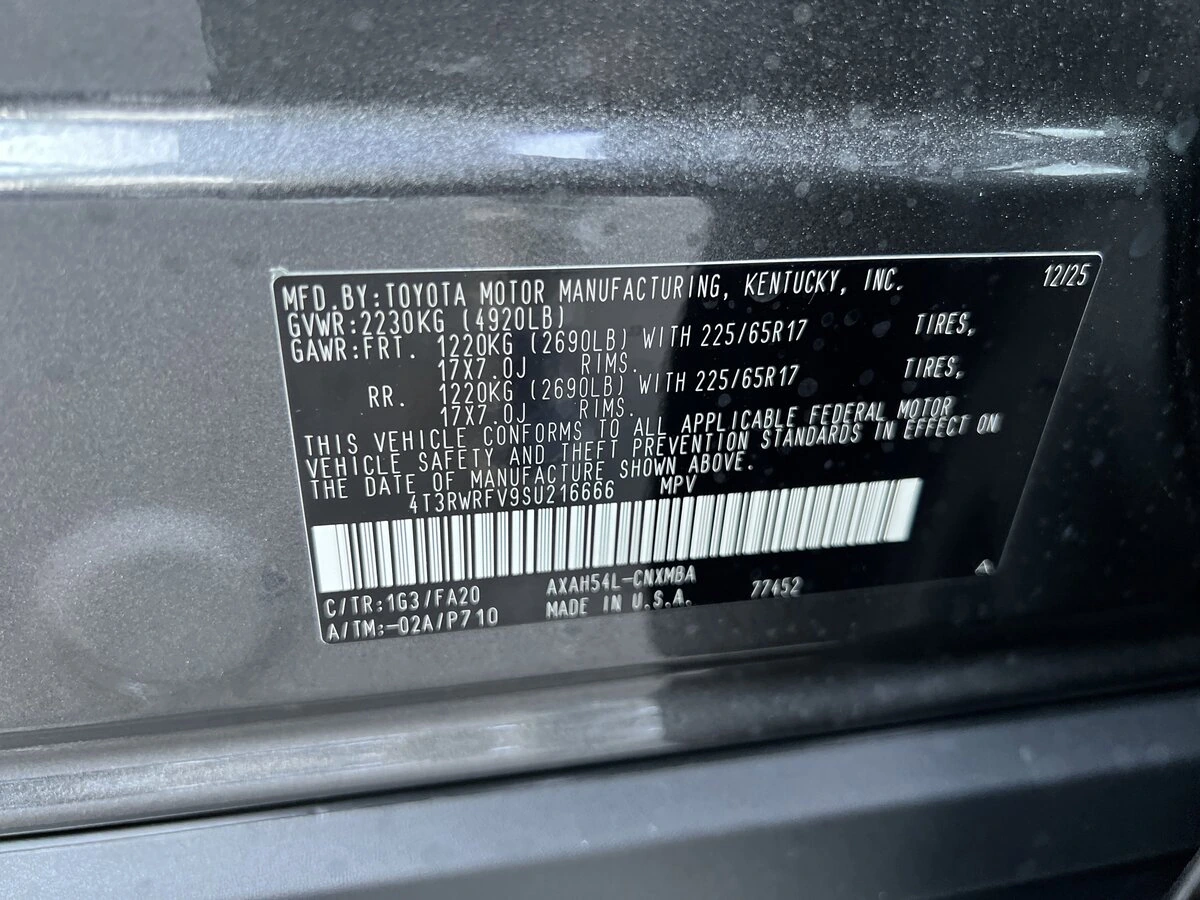 MFD.BY:TOYOTA MOTOR MANUFACTURING, KENTUCKY, INC. 12/25
GVWR:2230KG (4920LB)
GAWR:FRT. 1220KG (2690LB) WITH 225/65R17 TIRES,
17X7.0J RIMS.
RR. 1220KG (2690LB) WITH 225/65R17 TIRES,
17X7.0J RIMS.
THIS VEHICLE CONFORMS TO ALL APPLICABLE FEDERAL MOTOR
VEHICLE SAFETY AND THEFT PREVENTION STANDARDS IN EFFECT ON
THE DATE OF MANUFACTURE SHOWN ABOVE.
4T3RWRFV9SU216666 MPV
C/TR:1G3/FA20 AXAH54L-CNXMBA 77452
A/TM:-02A/P710 MADE IN U.S.A.